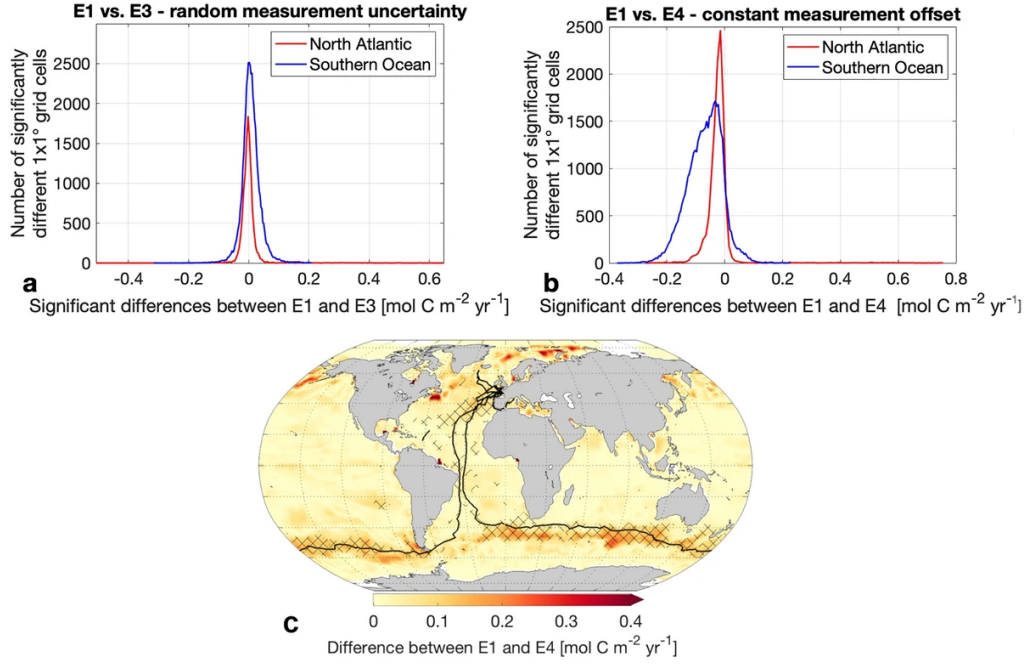 E1 vs. E3 - random measurement uncertainty
Number of significantly
different 1x1° grid cells
2500
2000
1500
1000
500
0
North Atlantic
Southern Ocean
-0.4
-0.2
0
0.2
0.4
0.6
a
Significant differences between E1 and E3 [mol C m⁻² yr⁻¹]
E1 vs. E4 - constant measurement offset
Number of significantly
different 1x1° grid cells
2500
2000
1500
1000
500
0
North Atlantic
Southern Ocean
-0.4
-0.2
0
0.2
0.4
0.6
0.8
b
Significant differences between E1 and E4 [mol C m⁻² yr⁻¹]
c
0
0.1
0.2
0.3
0.4
Difference between E1 and E4 [mol C m⁻² yr⁻¹]